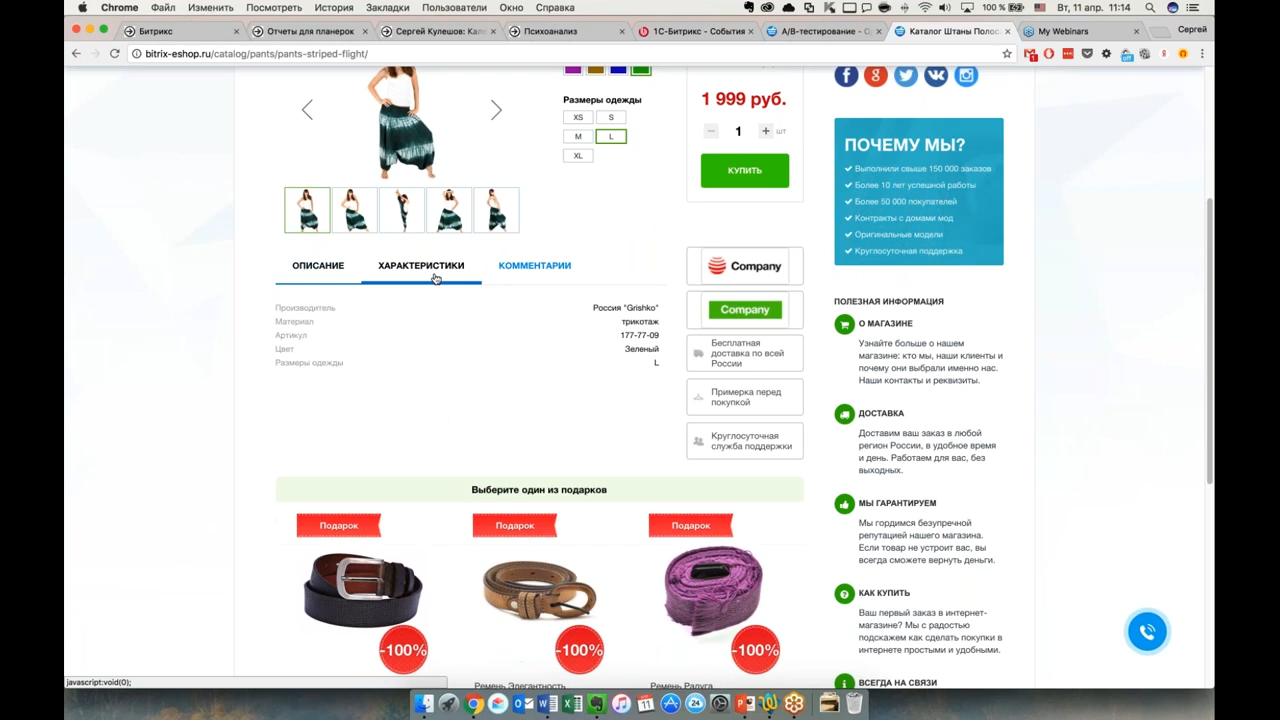 Chrome Файл Изменить Посмотреть История Закладки Пользователи Окно Справка 100 % Вт, 11 апр. 11:14
Битрикс Отчеты для планерок Сергей Кулешов: Кале Психоанализ 1С-Битрикс - События А/В-тестирование - Каталог Штаны Полос My Webinars Сергей
bitrix-eshop.ru/catalog/pants/pants-striped-flight/
Размеры одежды
XS S
M L
XL
1 999 руб.
1 шт
КУПИТЬ
ПОЧЕМУ МЫ?
Выполнили свыше 150 000 заказов
Более 10 лет успешной работы
Более 50 000 покупателей
Контракты с домами мод
Оригинальные модели
Круглосуточная поддержка
ОПИСАНИЕ ХАРАКТЕРИСТИКИ КОММЕНТАРИИ
Производитель Россия "Grishko"
Материал трикотаж
Артикул 177-77-09
Цвет Зеленый
Размеры одежды L
Company
Company
Бесплатная
доставка по всей
России
Примерка перед
покупкой
Круглосуточная
служба поддержки
ПОЛЕЗНАЯ ИНФОРМАЦИЯ
О МАГАЗИНЕ
Узнайте больше о нашем
магазине: кто мы, наши клиенты и
почему они выбрали именно нас.
Наши контакты и реквизиты.
ДОСТАВКА
Доставим ваш заказ в любой
регион России, в удобное время
и день. Работаем для вас, без
выходных.
МЫ ГАРАНТИРУЕМ
Мы гордимся безупречной
репутацией нашего магазина.
Если товар не устроит вас, вы
всегда сможете вернуть деньги.
КАК КУПИТЬ
Ваш первый заказ в интернет-
магазине? Мы с радостью
подскажем как сделать покупки в
интернете простыми и удобными.
ВСЕГДА НА СВЯЗИ
Выберите один из подарков
Подарок Подарок Подарок
-100% -100% -100%
Ремень Элегантность Ремень Радуга
javascript:void(0);